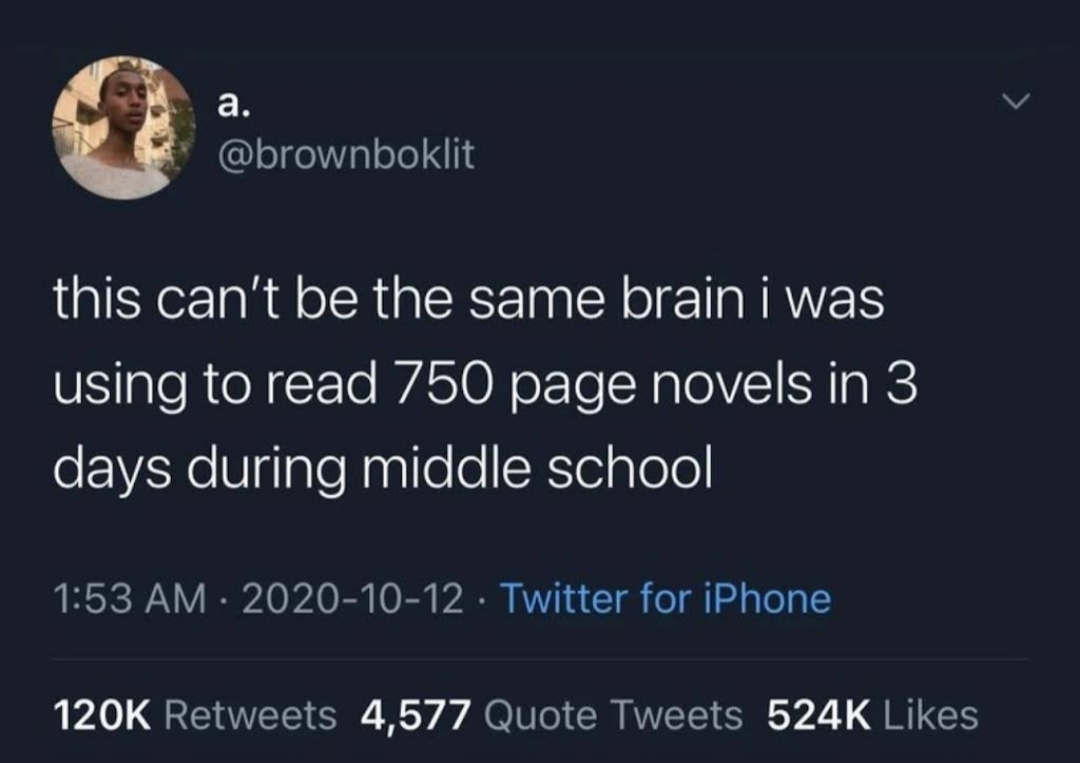 a.
@brownboklit
this can't be the same brain i was
using to read 750 page novels in 3
days during middle school
1:53 AM · 2020-10-12 · Twitter for iPhone
120K Retweets 4,577 Quote Tweets 524K Likes